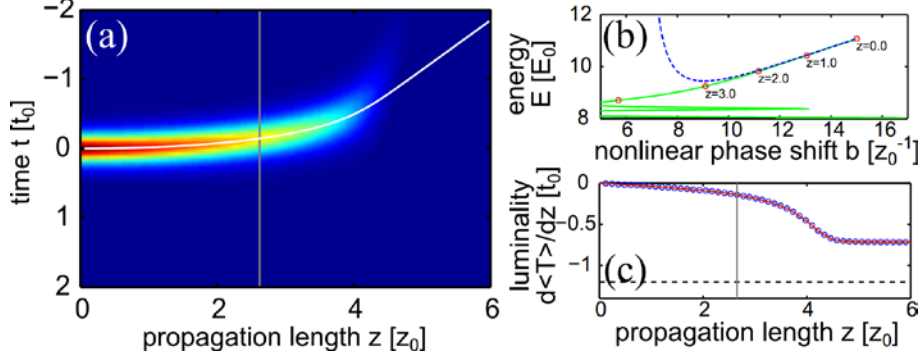 (a)
time t [t0]
-2
-1
0
1
2
0 2 4 6
propagation length z [z0]
(b)
energy
E [E0]
12
10
8
z=0.0
z=1.0
z=2.0
z=3.0
6 8 10 12 14 16
nonlinear phase shift b [z0^-1]
(c)
luminality
d<T>/dz [t0]
0
-0.5
-1
0 2 4 6
propagation length z [z0]